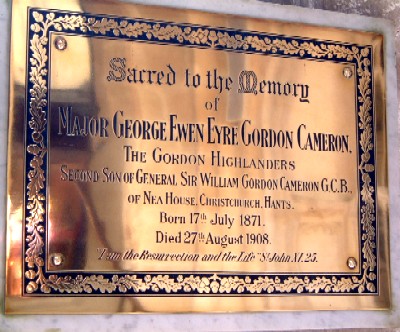 Sacred to the Memory
of
MAJOR GEORGE EWEN EYRE GORDON CAMERON,
THE GORDON HIGHLANDERS
SECOND SON OF GENERAL SIR WILLIAM GORDON CAMERON G.C.B.,
OF NEA HOUSE, CHRISTCHURCH, HANTS.
Born 17th July 1871.
Died 27th August 1908.
"I am the Resurrection and the Life" St John XI. 25.